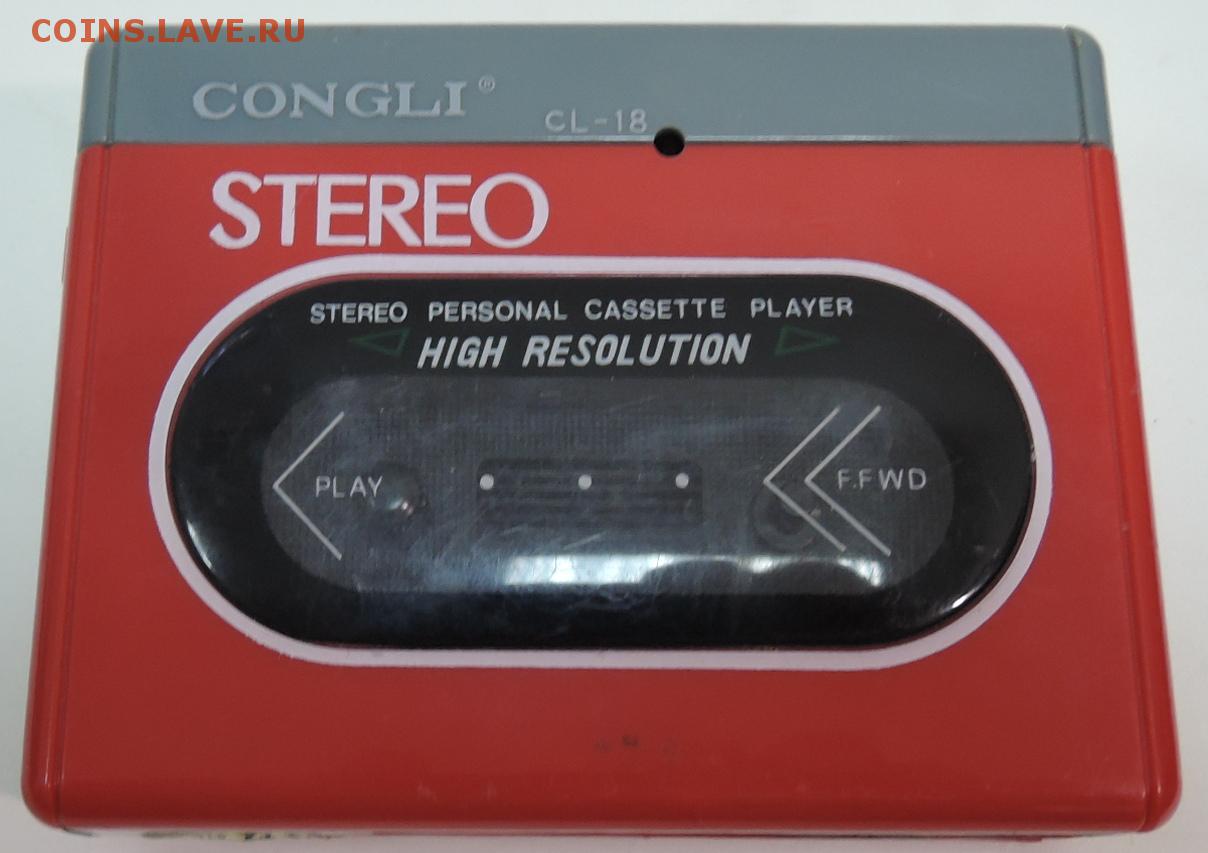 COINS.LAVE.RU
CONGLI®
CL-18
STEREO
STEREO PERSONAL CASSETTE PLAYER
HIGH RESOLUTION
PLAY
F.FWD